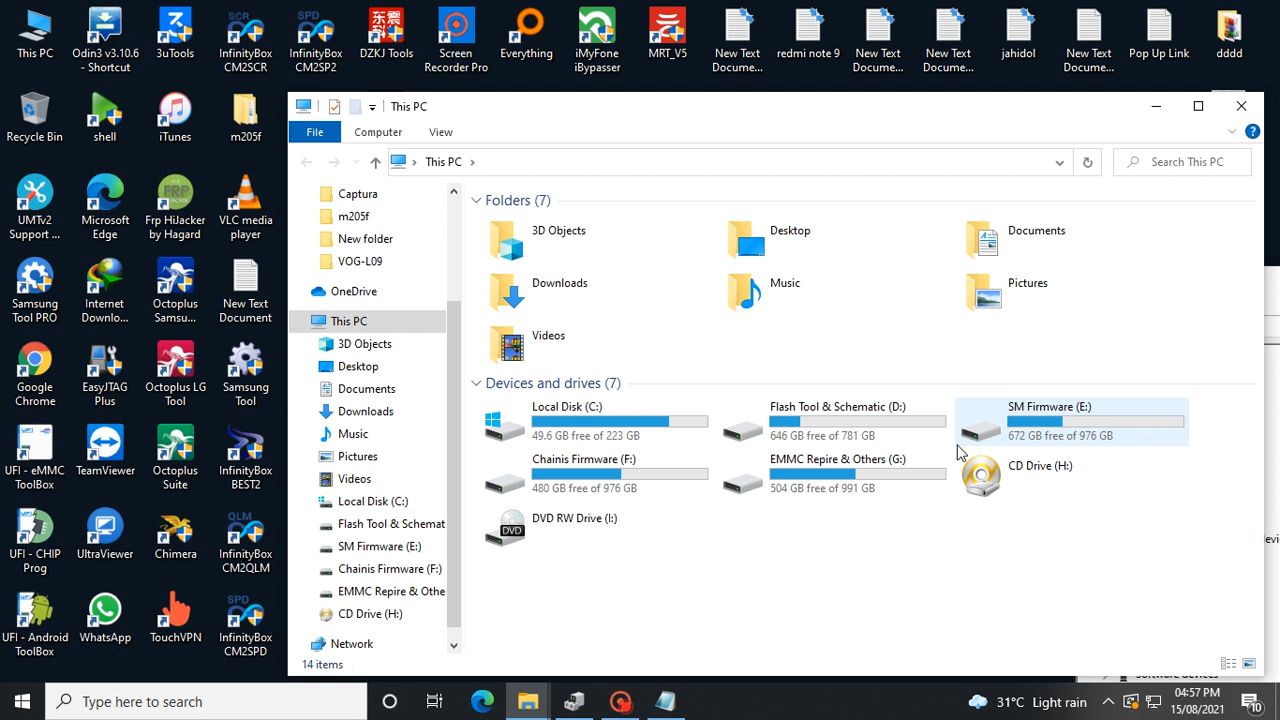 This PC
Odin3 v3.10.6
- Shortcut
3uTools
SCR
InfinityBox
CM2SCR
SPD
InfinityBox
CM2SP2
DZKJ Tools
Screen
Recorder Pro
Everything
iMyFone
iBypasser
MRT_V5
New Text
Docume...
redmi note 9
New Text
Docume...
New Text
Docume...
jahidol
New Text
Docume...
Pop Up Link
dddd
Recycle Bin
shell
iTunes
m205f
UMTv2
Support ...
Microsoft
Edge
FRP
Frp HiJacker
by Hagard
VLC media
player
Samsung
Tool PRO
Internet
Downlo...
Octoplus
Samsu...
New Text
Document
Google
Chrome
EasyJTAG
Plus
Octoplus LG
Tool
Samsung
Tool
UFI - eMMC
ToolBox
TeamViewer
Octoplus
Suite
InfinityBox
BEST2
UFI - CHIP
Prog
UltraViewer
Chimera
QLM
InfinityBox
CM2QLM
UFI - Android
ToolBox
WhatsApp
TouchVPN
SPD
InfinityBox
CM2SPD
This PC
File
Computer
View
This PC
Search This PC
Captura
m205f
New folder
VOG-L09
OneDrive
This PC
3D Objects
Desktop
Documents
Downloads
Music
Pictures
Videos
Local Disk (C:)
Flash Tool & Schemat
SM Firmware (E:)
Chainis Firmware (F:)
EMMC Repire & Othe
CD Drive (H:)
Network
Folders (7)
3D Objects
Desktop
Documents
Downloads
Music
Pictures
Videos
Devices and drives (7)
Local Disk (C:)
49.6 GB free of 223 GB
Flash Tool & Schematic (D:)
646 GB free of 781 GB
SM Firmware (E:)
672 GB free of 976 GB
Chainis Firmware (F:)
480 GB free of 976 GB
EMMC Repire & Others (G:)
504 GB free of 991 GB
CD Drive (H:)
DVD
DVD RW Drive (I:)
14 items
Type here to search
31°C Light rain
04:57 PM
15/08/2021
10